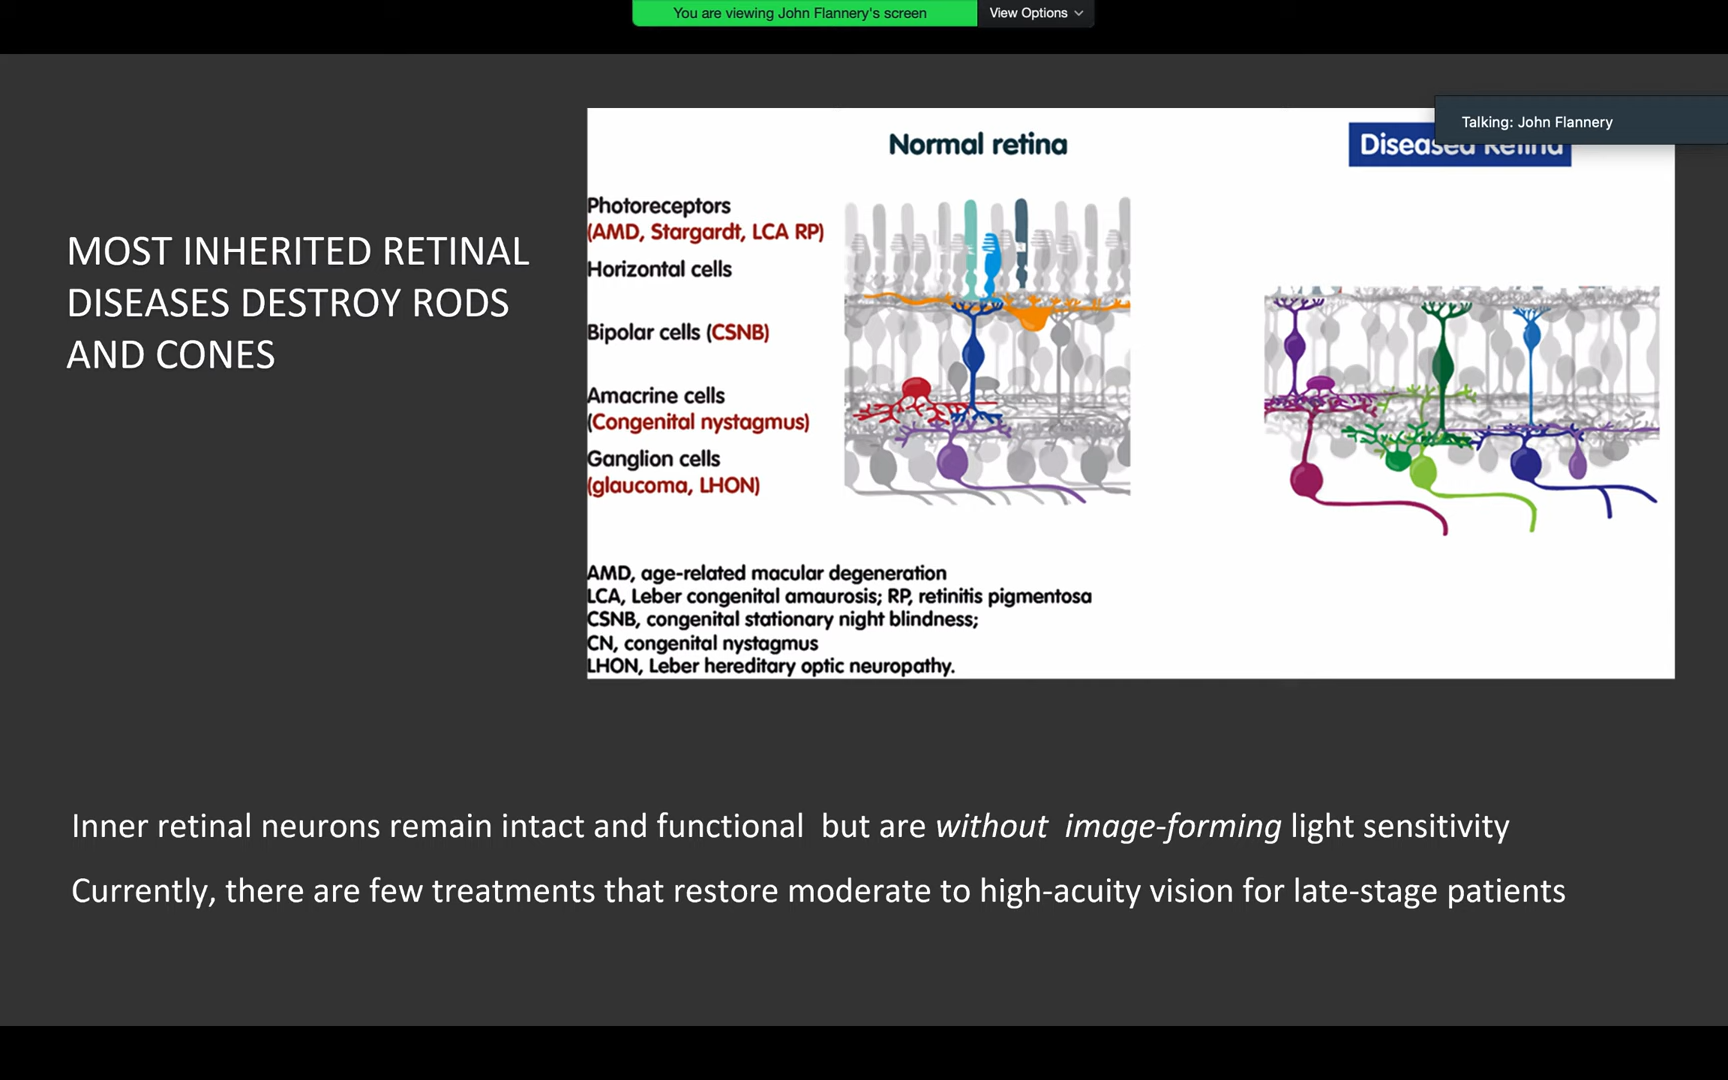 You are viewing John Flannery's screen
View Options
Talking: John Flannery
MOST INHERITED RETINAL
DISEASES DESTROY RODS
AND CONES
Normal retina
Diseased Retina
Photoreceptors
(AMD, Stargardt, LCA RP)
Horizontal cells
Bipolar cells (CSNB)
Amacrine cells
(Congenital nystagmus)
Ganglion cells
(glaucoma, LHON)
AMD, age-related macular degeneration
LCA, Leber congenital amaurosis; RP, retinitis pigmentosa
CSNB, congenital stationary night blindness;
CN, congenital nystagmus
LHON, Leber hereditary optic neuropathy.
Inner retinal neurons remain intact and functional but are without image-forming light sensitivity
Currently, there are few treatments that restore moderate to high-acuity vision for late-stage patients